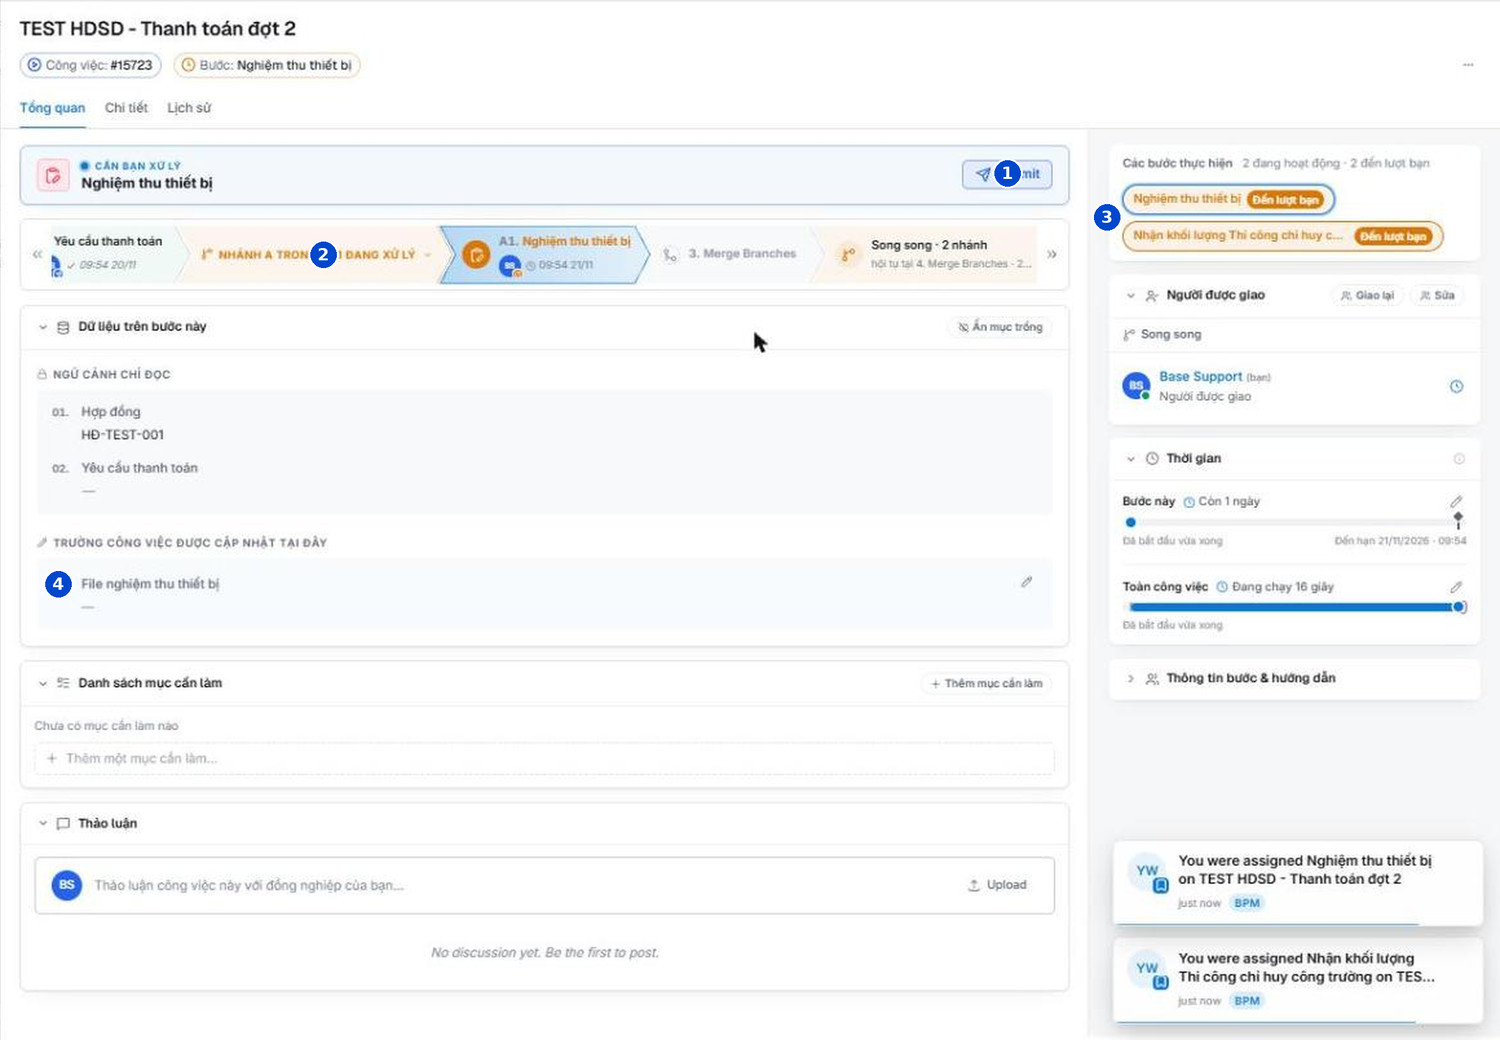 TEST HDSD - Thanh toán đợt 2
Công việc: #15723
Bước: Nghiệm thu thiết bị
Tổng quan
Chi tiết
Lịch sử
CẦN BẠN XỬ LÝ
Nghiệm thu thiết bị
1
mit
Yêu cầu thanh toán
09:54 20/11
NHÁNH A TRON
2
ĐANG XỬ LÝ
A1. Nghiệm thu thiết bị
09:54 21/11
3. Merge Branches
Song song · 2 nhánh
hội tụ tại 4. Merge Branches · 2...
Dữ liệu trên bước này
Ẩn mục trống
NGỮ CẢNH CHỈ ĐỌC
01. Hợp đồng
HĐ-TEST-001
02. Yêu cầu thanh toán
—
TRƯỜNG CÔNG VIỆC ĐƯỢC CẬP NHẬT TẠI ĐÂY
4
File nghiệm thu thiết bị
—
Danh sách mục cần làm
+ Thêm mục cần làm
Chưa có mục cần làm nào
+ Thêm một mục cần làm...
Thảo luận
BS
Thảo luận công việc này với đồng nghiệp của bạn...
Upload
No discussion yet. Be the first to post.
Các bước thực hiện 2 đang hoạt động · 2 đến lượt bạn
Nghiệm thu thiết bị Đến lượt bạn
3
Nhận khối lượng Thi công chỉ huy c... Đến lượt bạn
Người được giao
Giao lại
Sửa
Song song
BS
Base Support (bạn)
Người được giao
Thời gian
Bước này Còn 1 ngày
Đã bắt đầu vừa xong
Đến hạn 21/11/2026 · 09:54
Toàn công việc Đang chạy 16 giây
Đã bắt đầu vừa xong
Thông tin bước & hướng dẫn
YW
You were assigned Nghiệm thu thiết bị
on TEST HDSD - Thanh toán đợt 2
just now BPM
YW
You were assigned Nhận khối lượng
Thi công chỉ huy công trường on TES...
just now BPM